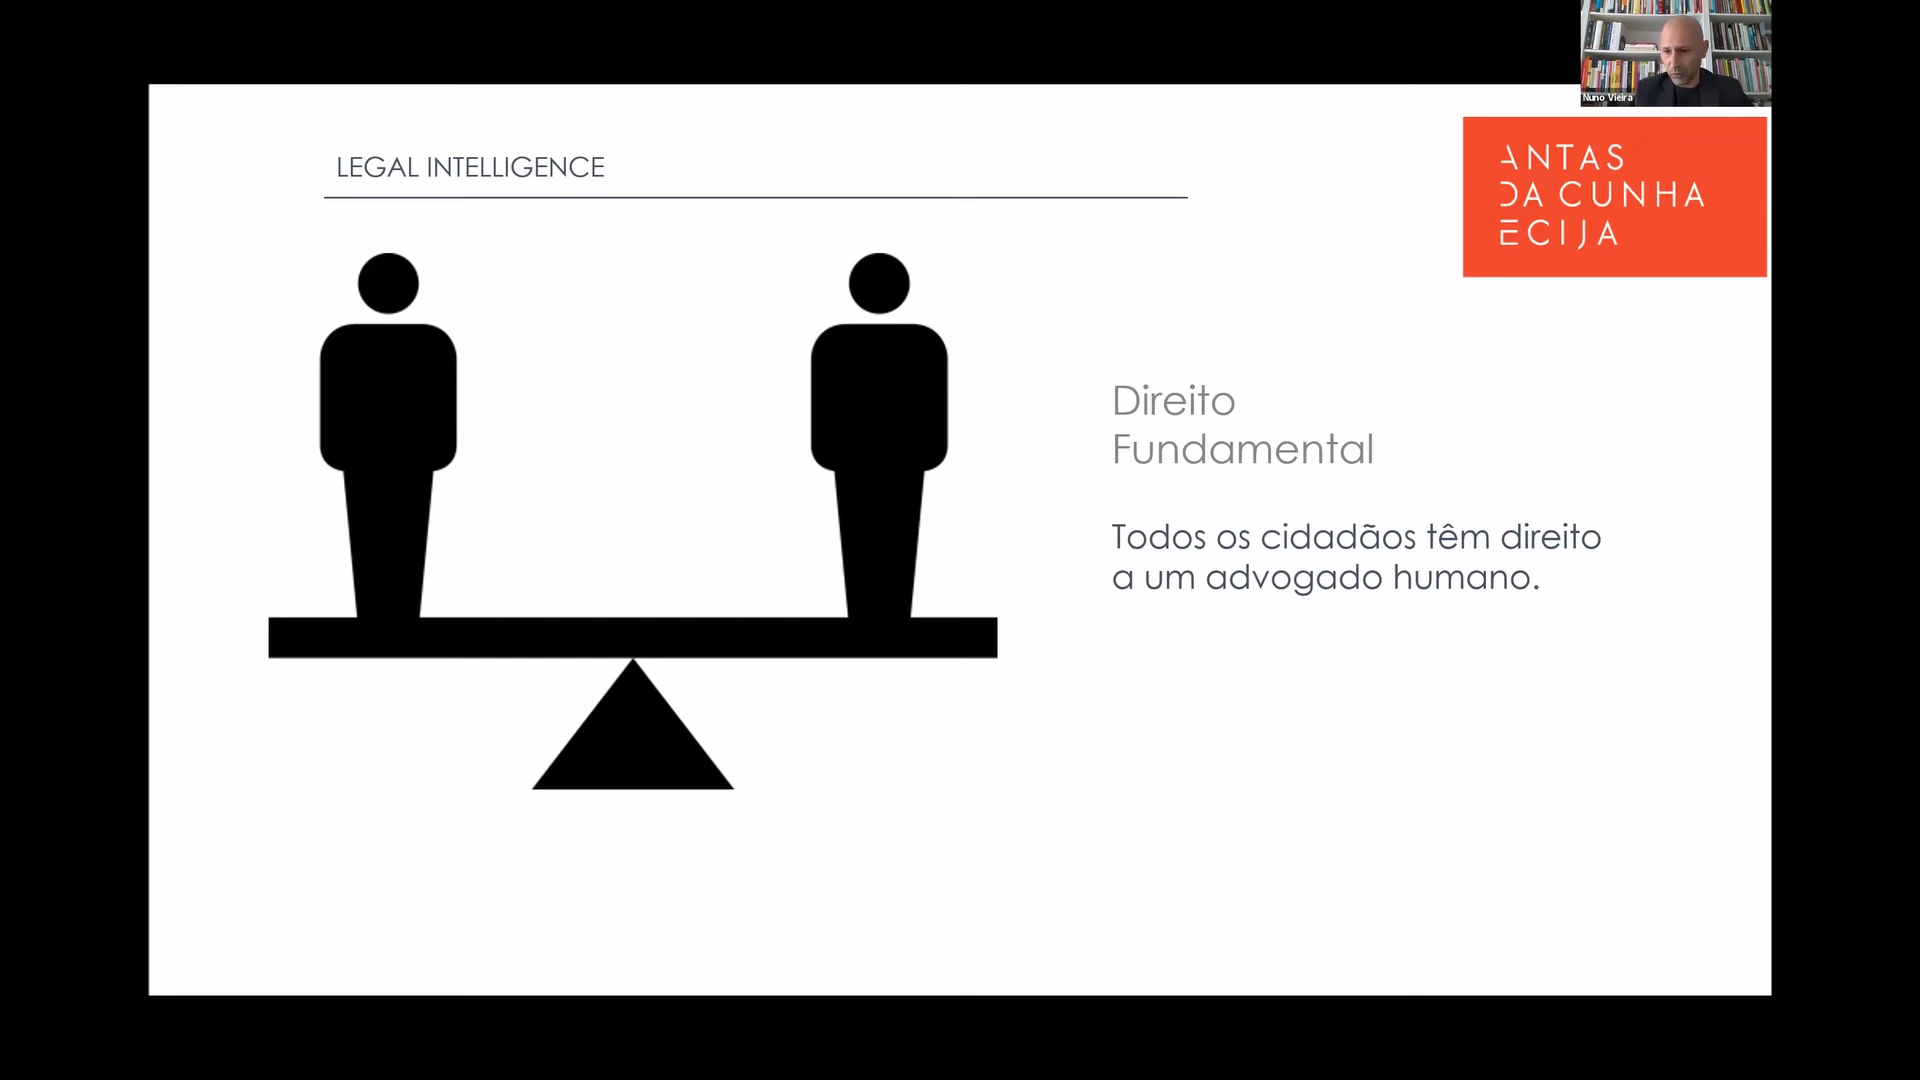 Nuno Vieira
LEGAL INTELLIGENCE
ANTAS
DA CUNHA
ECIJA
Direito
Fundamental
Todos os cidadãos têm direito
a um advogado humano.